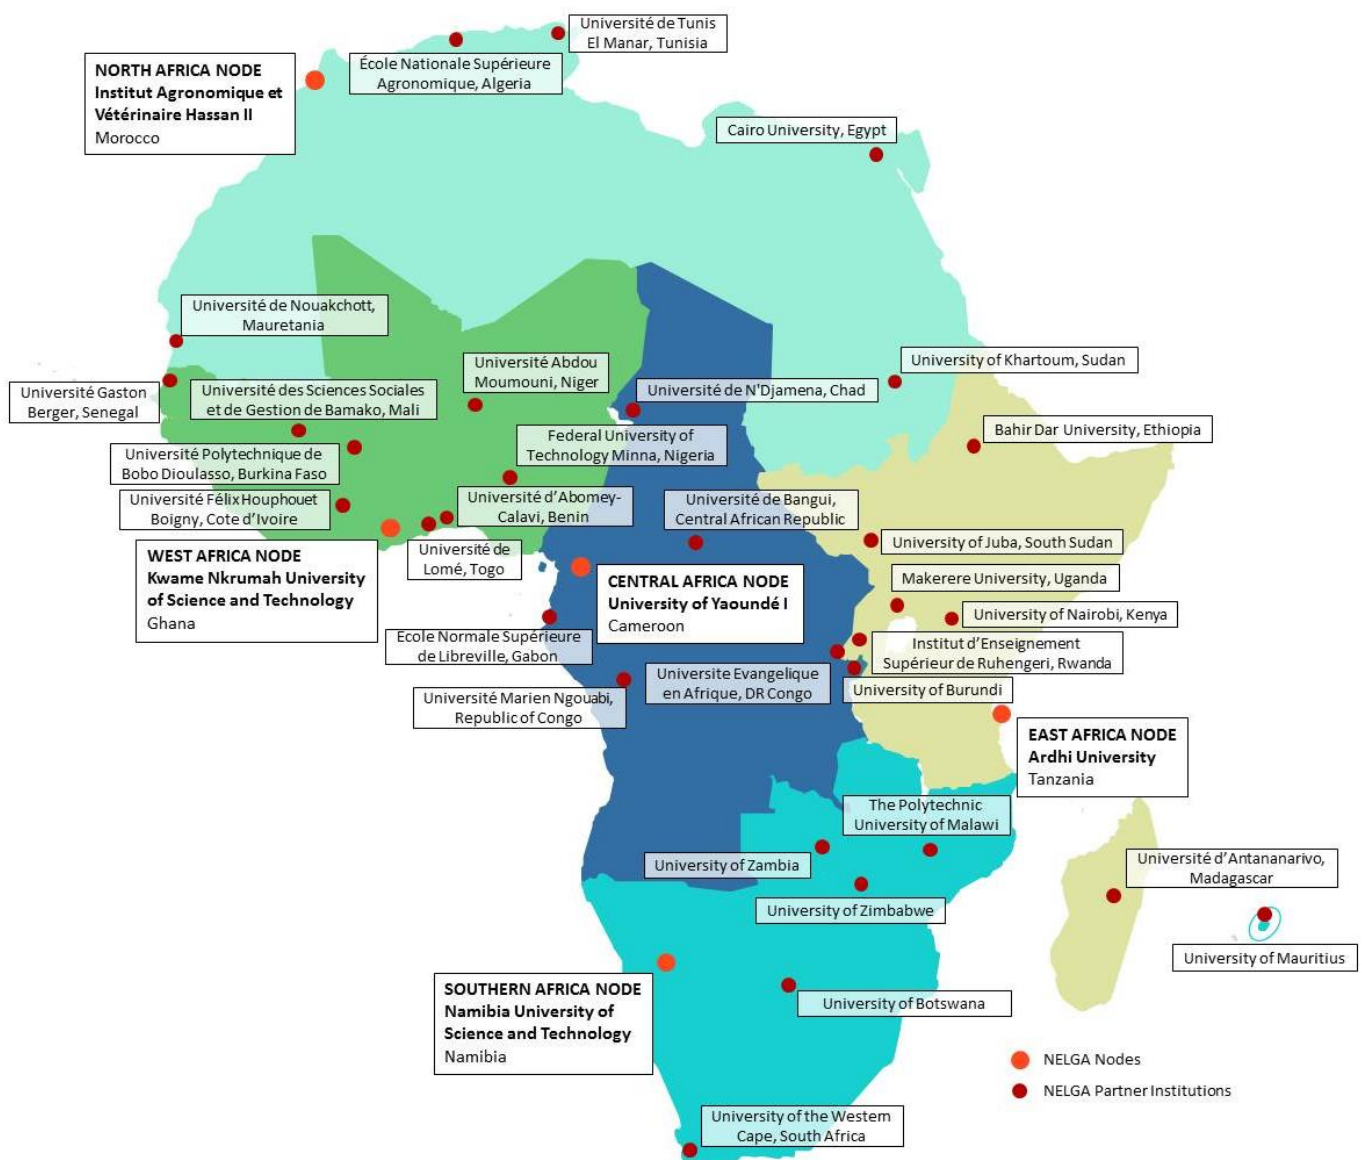 Université de Tunis
El Manar, Tunisia
École Nationale Supérieure
Agronomique, Algeria
NORTH AFRICA NODE
Institut Agronomique et
Vétérinaire Hassan II
Morocco
Cairo University, Egypt
Université de Nouakchott,
Mauretania
Université Gaston
Berger, Senegal
Université des Sciences Sociales
et de Gestion de Bamako, Mali
Université Abdou
Moumouni, Niger
Université de N'Djamena, Chad
University of Khartoum, Sudan
Bahir Dar University, Ethiopia
Université Polytechnique de
Bobo Dioulasso, Burkina Faso
Federal University of
Technology Minna, Nigeria
Université Félix Houphouet
Boigny, Cote d'Ivoire
Université d'Abomey-
Calavi, Benin
Université de Bangui,
Central African Republic
University of Juba, South Sudan
WEST AFRICA NODE
Kwame Nkrumah University
of Science and Technology
Ghana
Université de
Lomé, Togo
CENTRAL AFRICA NODE
University of Yaoundé I
Cameroon
Makerere University, Uganda
University of Nairobi, Kenya
Ecole Normale Supérieure
de Libreville, Gabon
Institut d'Enseignement
Supérieur de Ruhengeri, Rwanda
Universite Evangelique
en Afrique, DR Congo
University of Burundi
Université Marien Ngouabi,
Republic of Congo
EAST AFRICA NODE
Ardhi University
Tanzania
The Polytechnic
University of Malawi
University of Zambia
University of Zimbabwe
Université d'Antananarivo,
Madagascar
University of Mauritius
SOUTHERN AFRICA NODE
Namibia University of
Science and Technology
Namibia
University of Botswana
NELGA Nodes
NELGA Partner Institutions
University of the Western
Cape, South Africa